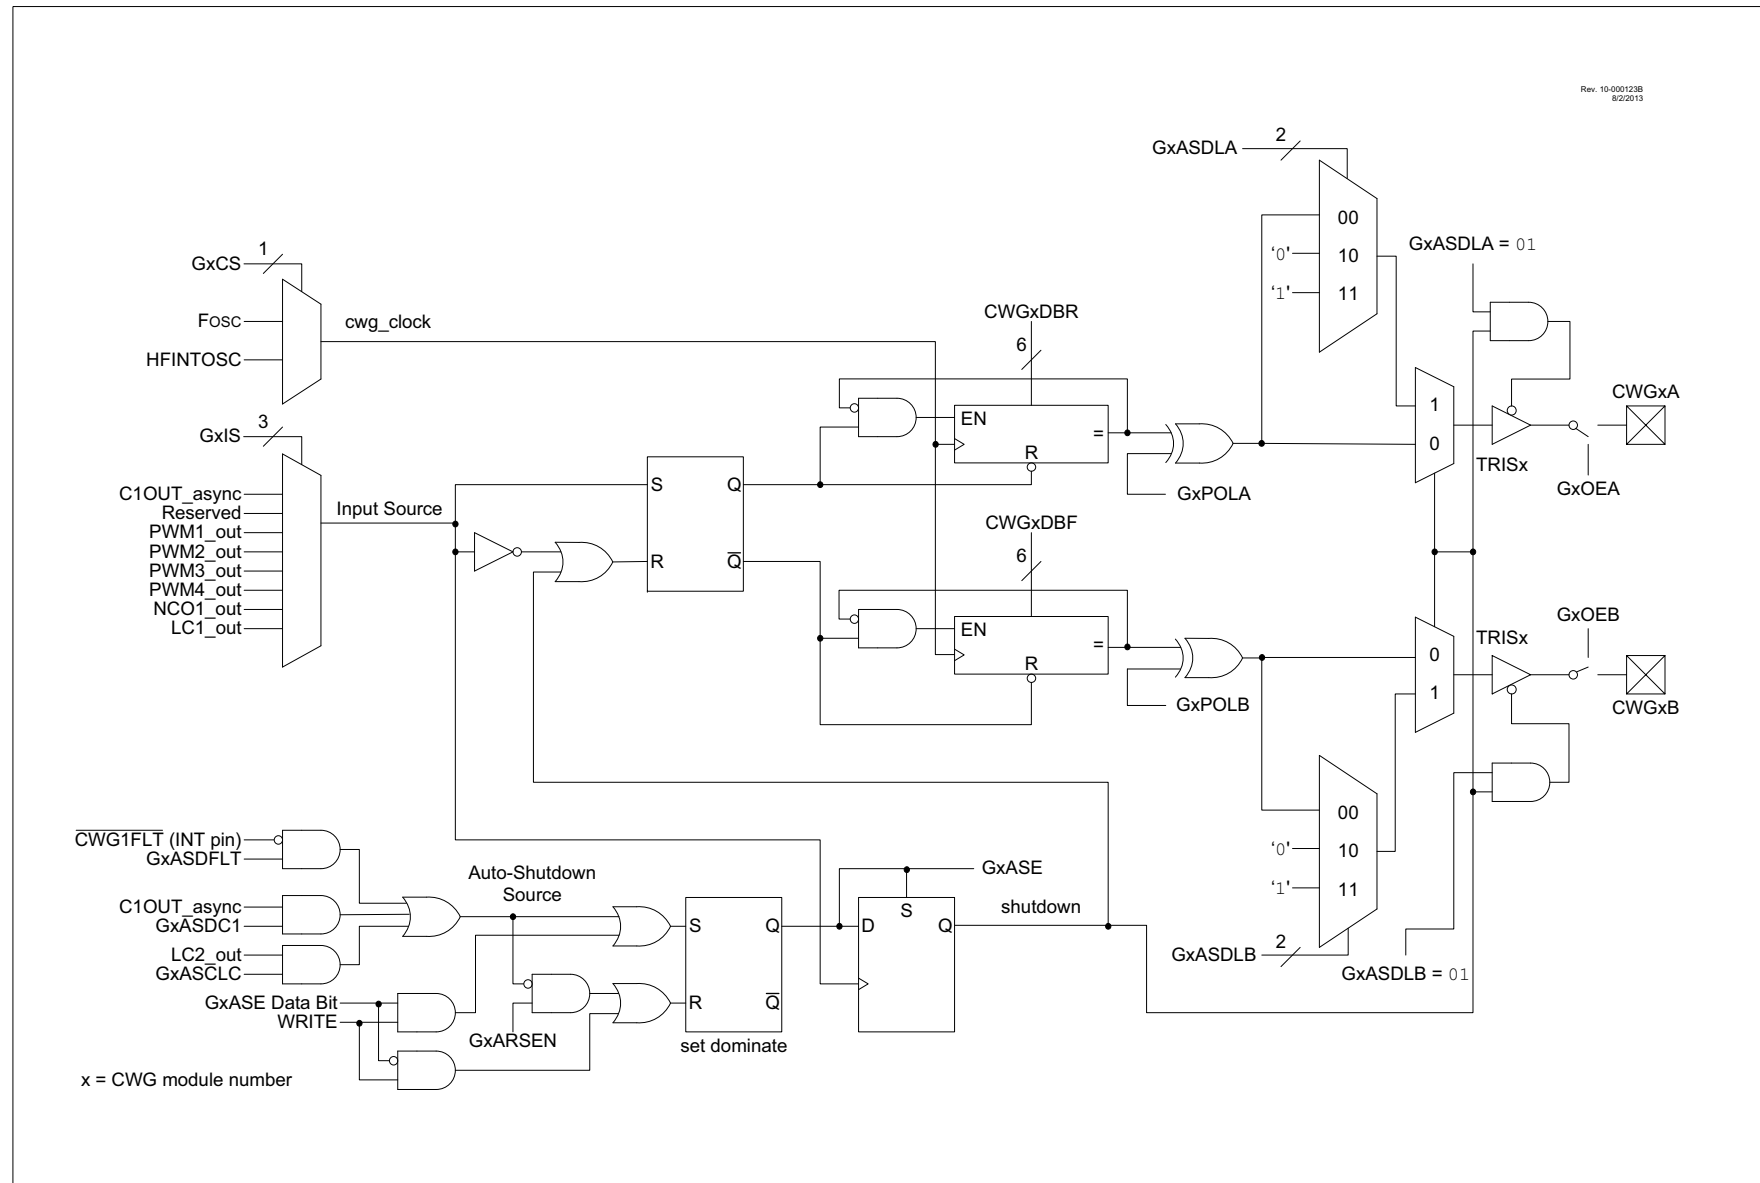 Rev. 10-000123B
8/2/2013
GxASDLA
2
00
'0'
10
'1'
11
GxASDLA = 01
GxCS
1
FOSC
HFINTOSC
cwg_clock
GxIS
3
C1OUT_async
Reserved
PWM1_out
PWM2_out
PWM3_out
PWM4_out
NCO1_out
LC1_out
Input Source
S
Q
R
Q̅
CWGxDBR
6
EN
=
R
GxPOLA
1
0
TRISx
CWGxA
GxOEA
CWGxDBF
6
EN
=
R
GxPOLB
0
1
TRISx
GxOEB
CWGxB
00
'0'
10
'1'
11
GxASDLB
2
GxASDLB = 01
C̅W̅G̅1̅F̅L̅T̅ (INT pin)
GxASDFLT
C1OUT_async
GxASDC1
LC2_out
GxASCLC
GxASE Data Bit
WRITE
Auto-Shutdown
Source
GxARSEN
S
Q
R
Q̅
set dominate
GxASE
S
D
Q
shutdown
x = CWG module number